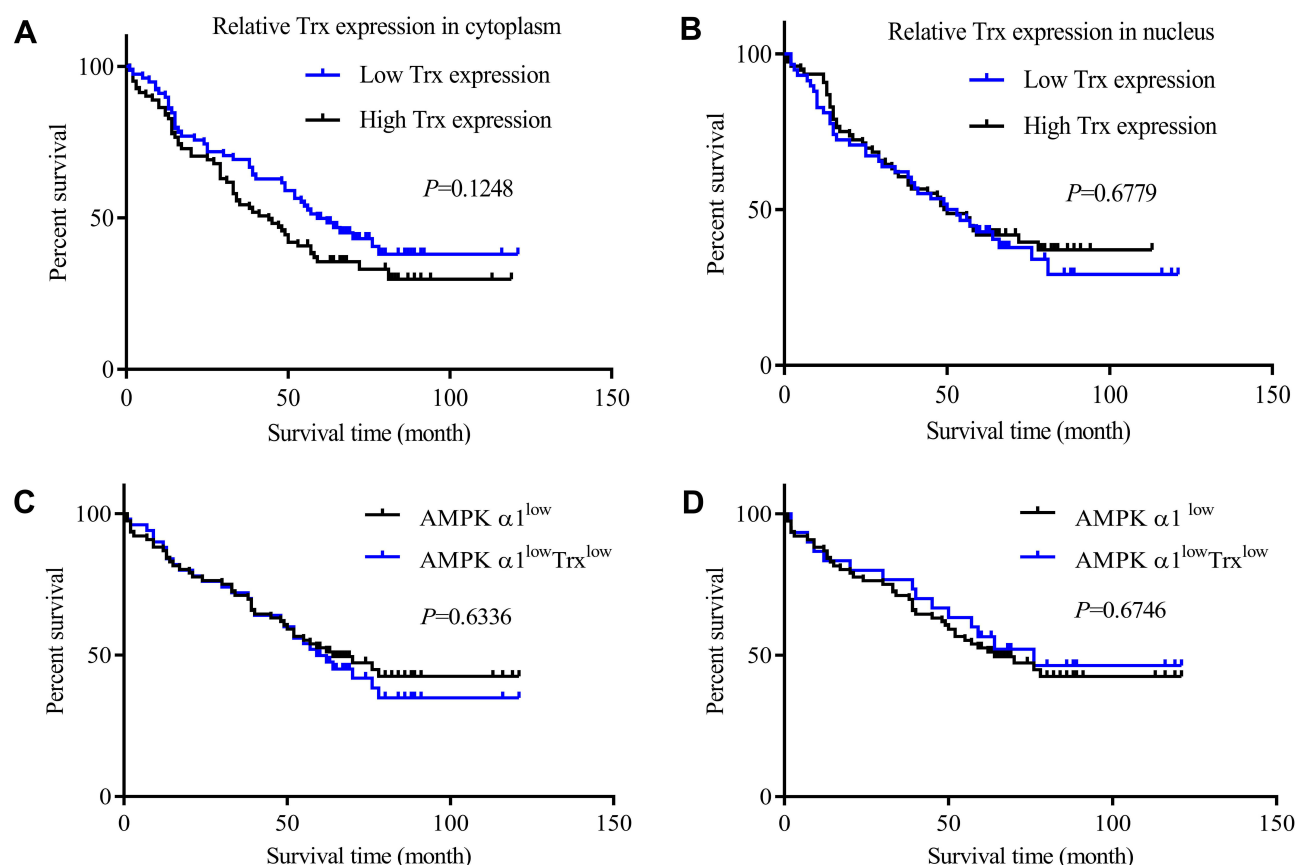 A
Relative Trx expression in cytoplasm
Low Trx expression
High Trx expression
P=0.1248
Percent survival
100
50
0
0 50 100 150
Survival time (month)
B
Relative Trx expression in nucleus
Low Trx expression
High Trx expression
P=0.6779
Percent survival
100
50
0
0 50 100 150
Survival time (month)
C
AMPK α1low
AMPK α1lowTrxlow
P=0.6336
Percent survival
100
50
0
0 50 100 150
Survival time (month)
D
AMPK α1 low
AMPK α1lowTrxlow
P=0.6746
Percent survival
100
50
0
0 50 100 150
Survival time (month)